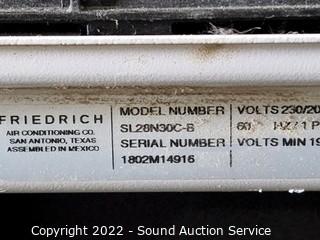 FRIEDRICH
AIR CONDITIONING CO.
SAN ANTONIO, TEXAS
ASSEMBLED IN MEXICO
MODEL NUMBER
SL28N30C-B
SERIAL NUMBER
1802M14916
VOLTS 230/20
60 HZ/1 P
VOLTS MIN 19
Copyright 2022 - Sound Auction Service